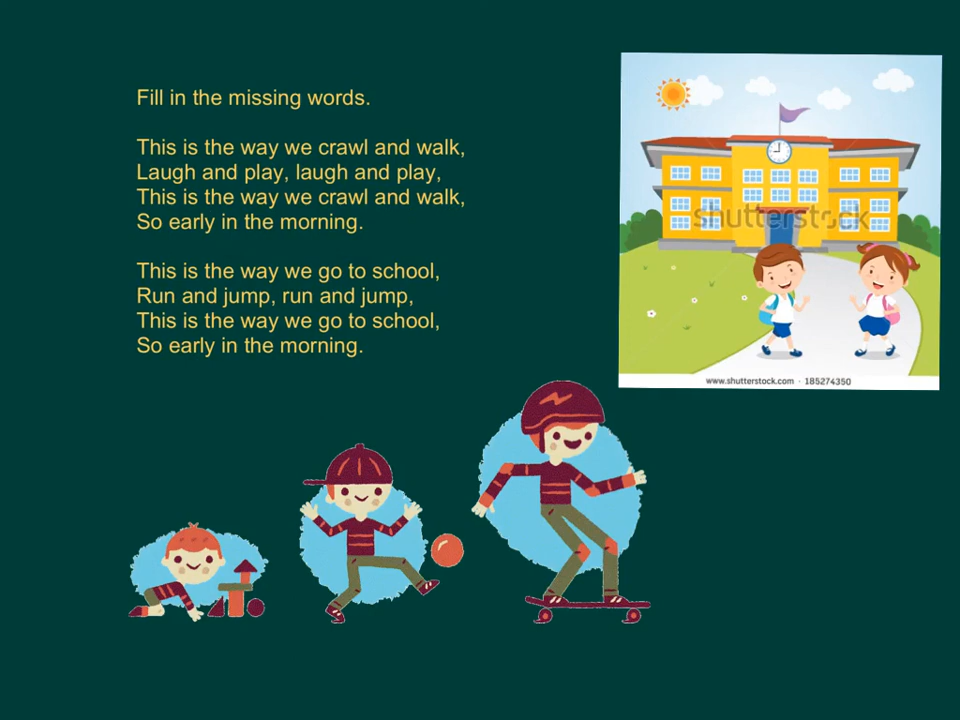 Fill in the missing words.
This is the way we crawl and walk,
Laugh and play, laugh and play,
This is the way we crawl and walk,
So early in the morning.
This is the way we go to school,
Run and jump, run and jump,
This is the way we go to school,
So early in the morning.
shutterstock
www.shutterstock.com · 185274350